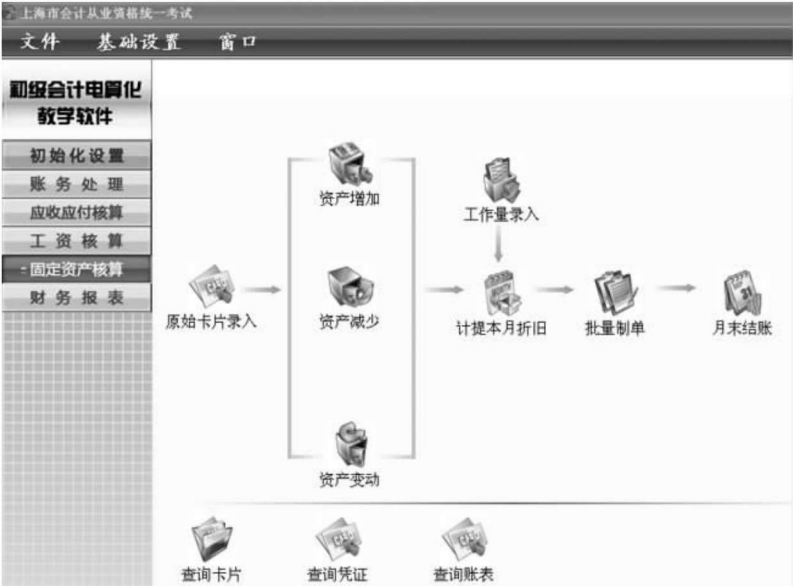 上海市会计从业资格统一考试
文件 基础设置 窗口
初级会计电算化
教学软件
初始化设置
账务处理
应收应付核算
工资核算
固定资产核算
财务报表
资产增加
工作量录入
原始卡片录入
资产减少
计提本月折旧
批量制单
月末结账
资产变动
查询卡片
查询凭证
查询账表